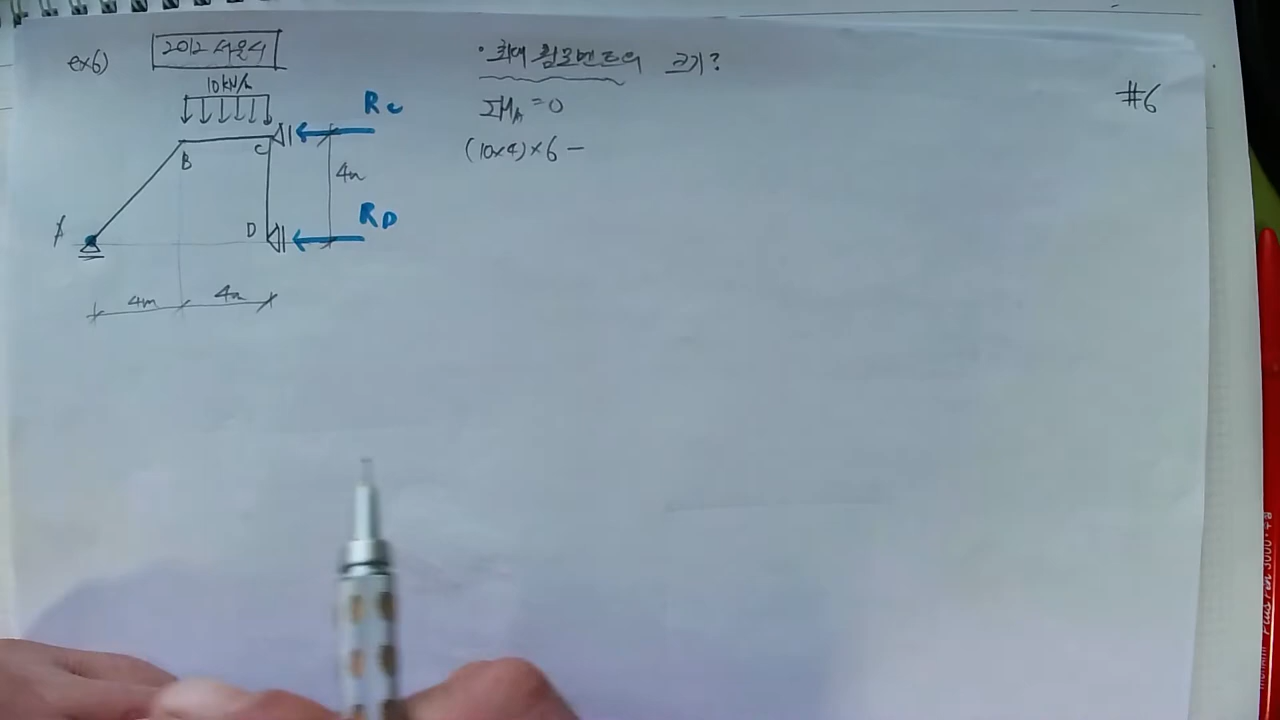 ex6)
2012 서울시
10kN/m
RC
B
C
4m
RD
A
D
4m
4m
· 최대 휨모멘트의 크기?
ΣMA = 0
(10×4)×6 -
#6